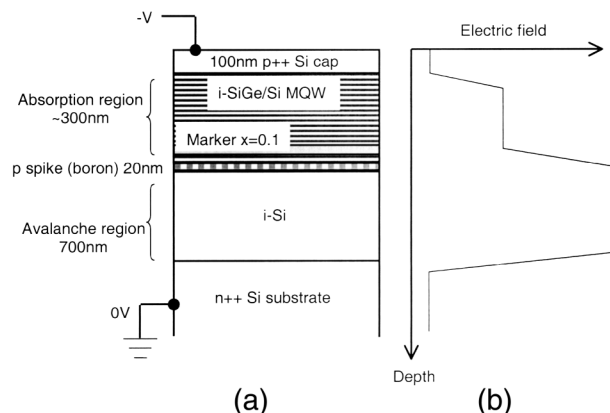 -V
Electric field
100nm p++ Si cap
i-SiGe/Si MQW
Absorption region
~300nm
Marker x=0.1
p spike (boron) 20nm
i-Si
Avalanche region
700nm
n++ Si substrate
0V
Depth
(a)
(b)